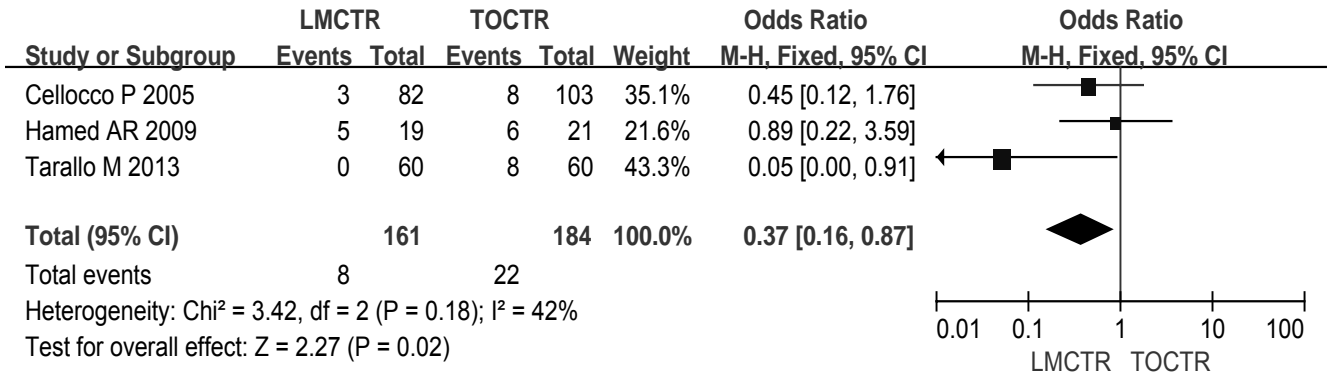 LMCTR TOCTR Odds Ratio Odds Ratio
Study or Subgroup Events Total Events Total Weight M-H, Fixed, 95% CI M-H, Fixed, 95% CI
Cellocco P 2005 3 82 8 103 35.1% 0.45 [0.12, 1.76]
Hamed AR 2009 5 19 6 21 21.6% 0.89 [0.22, 3.59]
Tarallo M 2013 0 60 8 60 43.3% 0.05 [0.00, 0.91]
Total (95% CI) 161 184 100.0% 0.37 [0.16, 0.87]
Total events 8 22
Heterogeneity: Chi² = 3.42, df = 2 (P = 0.18); I² = 42%
Test for overall effect: Z = 2.27 (P = 0.02)
0.01 0.1 1 10 100
LMCTR TOCTR